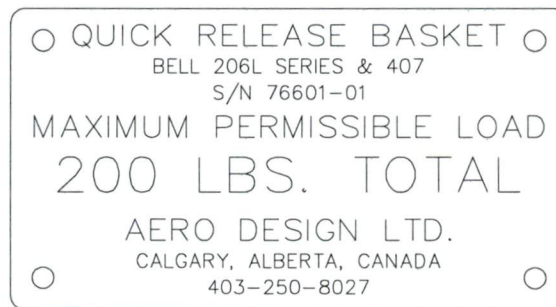 QUICK RELEASE BASKET
BELL 206L SERIES & 407
S/N 76601-01
MAXIMUM PERMISSIBLE LOAD
200 LBS. TOTAL
AERO DESIGN LTD.
CALGARY, ALBERTA, CANADA
403-250-8027